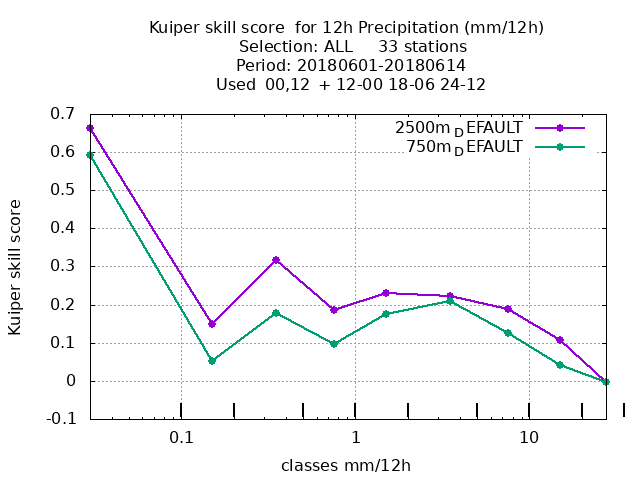 Kuiper skill score for 12h Precipitation (mm/12h)
Selection: ALL 33 stations
Period: 20180601-20180614
Used 00,12 + 12-00 18-06 24-12
0.7
0.6
0.5
0.4
0.3
0.2
0.1
0
-0.1
Kuiper skill score
2500m_DEFAULT
750m_DEFAULT
0.1 1 10
classes mm/12h